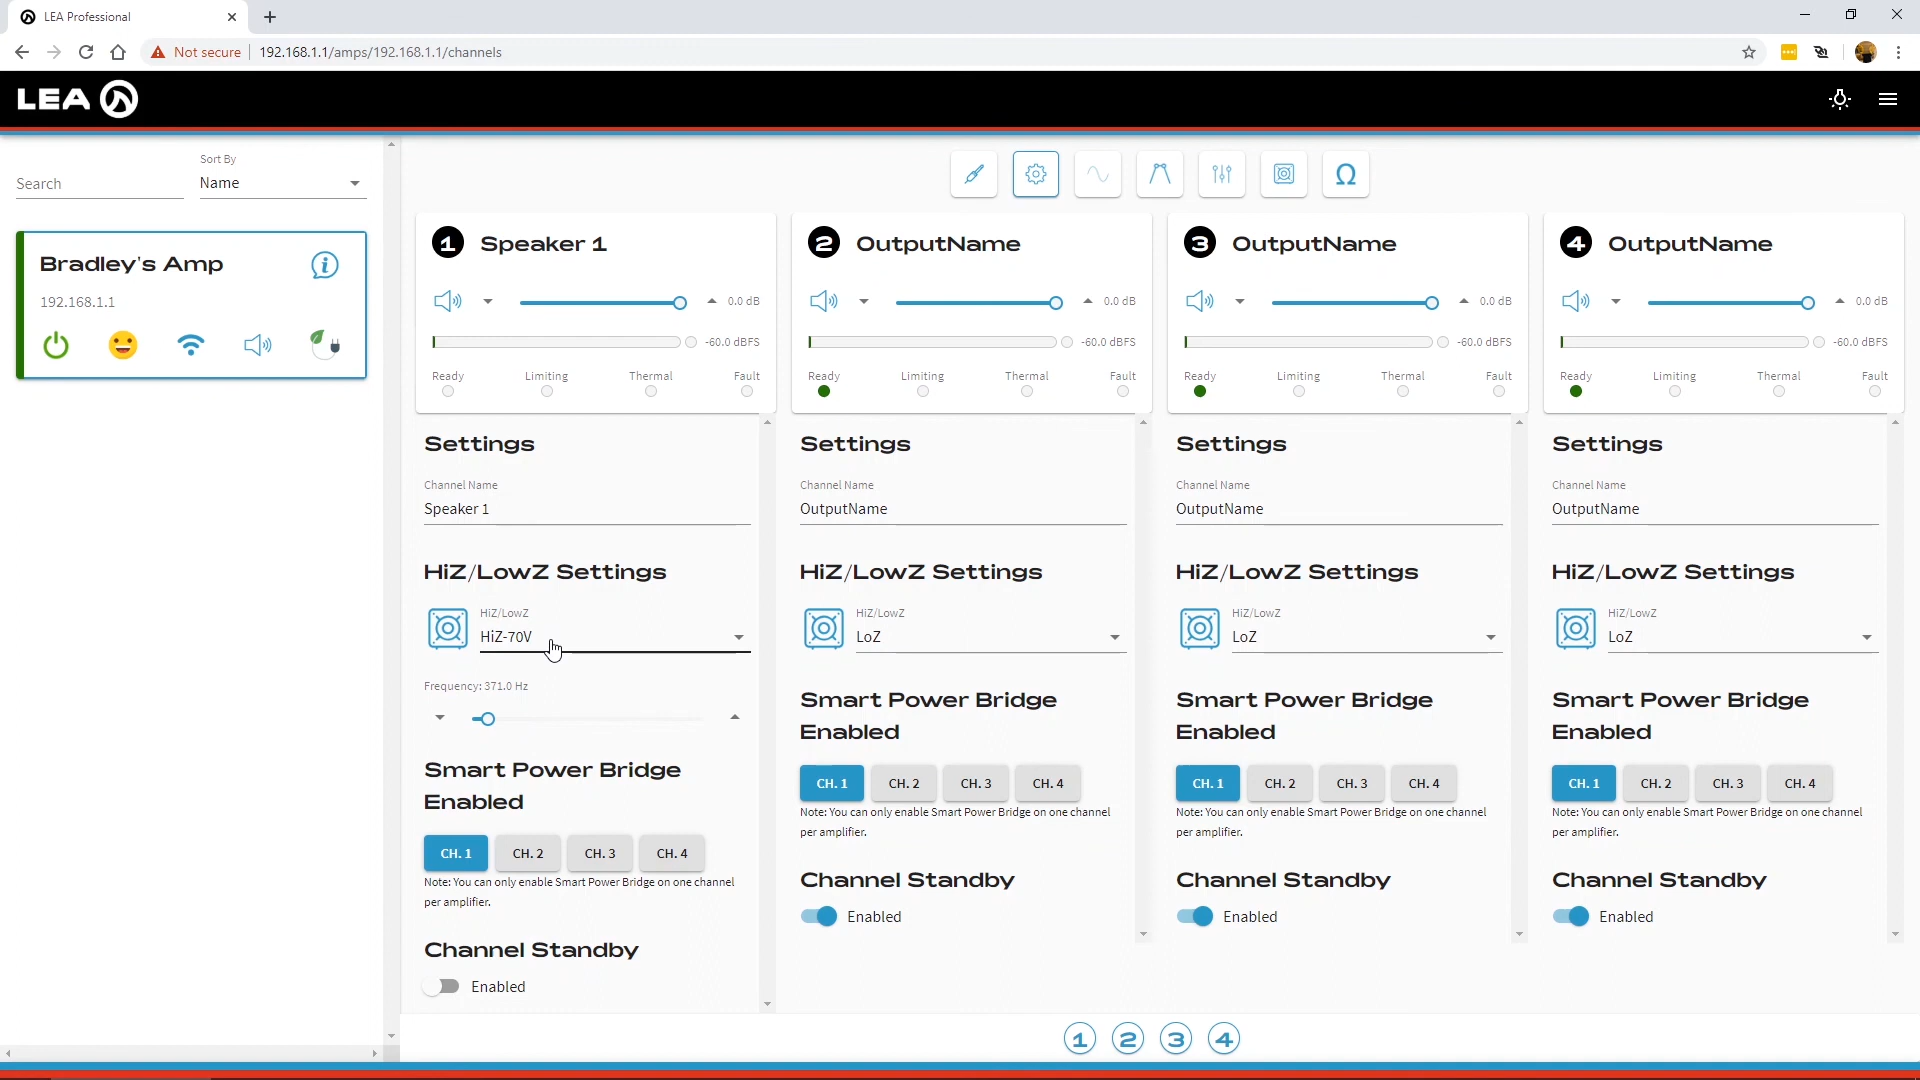 LEA Professional
Not secure
192.168.1.1/amps/192.168.1.1/channels
LEA
Search
Sort By
Name
Bradley's Amp
192.168.1.1
1 Speaker 1
0.0 dB
-60.0 dBFS
Ready Limiting Thermal Fault
2 OutputName
0.0 dB
-60.0 dBFS
Ready Limiting Thermal Fault
3 OutputName
0.0 dB
-60.0 dBFS
Ready Limiting Thermal Fault
4 OutputName
0.0 dB
-60.0 dBFS
Ready Limiting Thermal Fault
Settings
Channel Name
Speaker 1
HiZ/LowZ Settings
HiZ/LowZ
HiZ-70V
Frequency: 371.0 Hz
Smart Power Bridge
Enabled
CH. 1 CH. 2 CH. 3 CH. 4
Note: You can only enable Smart Power Bridge on one channel
per amplifier.
Channel Standby
Enabled
Settings
Channel Name
OutputName
HiZ/LowZ Settings
HiZ/LowZ
LoZ
Smart Power Bridge
Enabled
CH. 1 CH. 2 CH. 3 CH. 4
Note: You can only enable Smart Power Bridge on one channel
per amplifier.
Channel Standby
Enabled
Settings
Channel Name
OutputName
HiZ/LowZ Settings
HiZ/LowZ
LoZ
Smart Power Bridge
Enabled
CH. 1 CH. 2 CH. 3 CH. 4
Note: You can only enable Smart Power Bridge on one channel
per amplifier.
Channel Standby
Enabled
Settings
Channel Name
OutputName
HiZ/LowZ Settings
HiZ/LowZ
LoZ
Smart Power Bridge
Enabled
CH. 1 CH. 2 CH. 3 CH. 4
Note: You can only enable Smart Power Bridge on one channel
per amplifier.
Channel Standby
Enabled
1 2 3 4